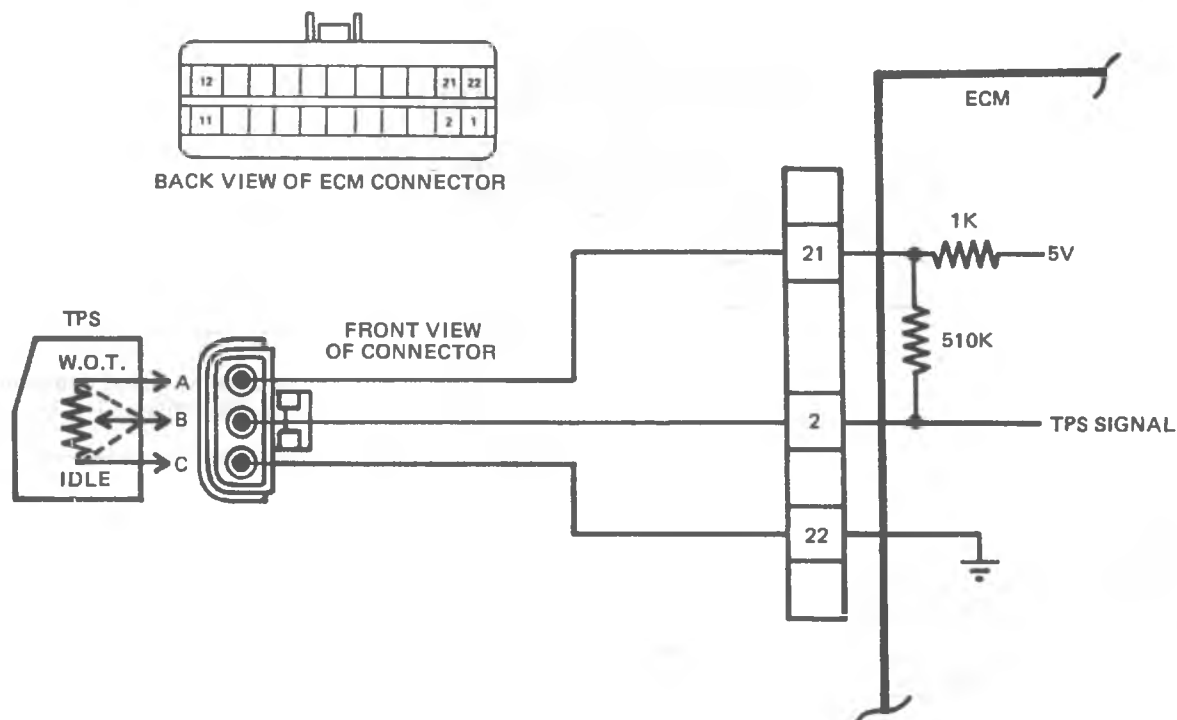 12 21 22
11 2 1
BACK VIEW OF ECM CONNECTOR
ECM
1K
21
5V
510K
TPS
FRONT VIEW
OF CONNECTOR
W.O.T.
A
B
C
IDLE
2
TPS SIGNAL
22